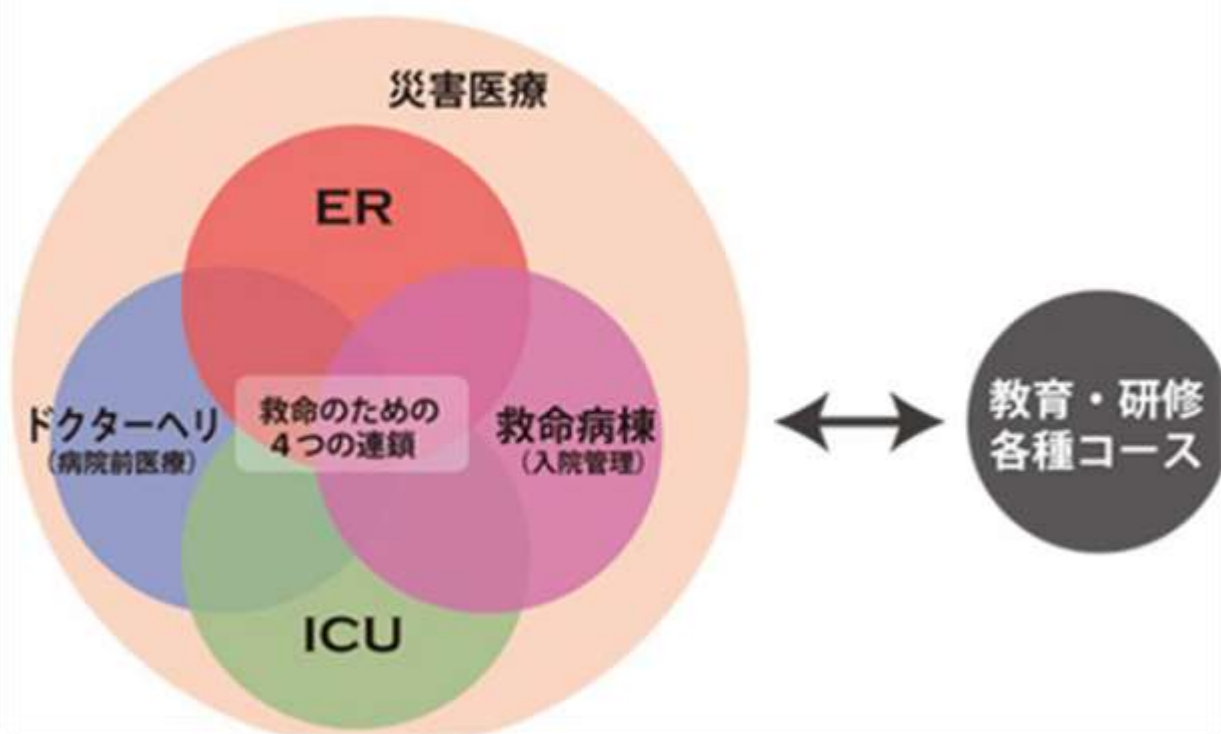 災害医療
ER
ドクターヘリ
(病院前医療)
救命のための
4つの連鎖
救命病棟
(入院管理)
ICU
教育・研修
各種コース